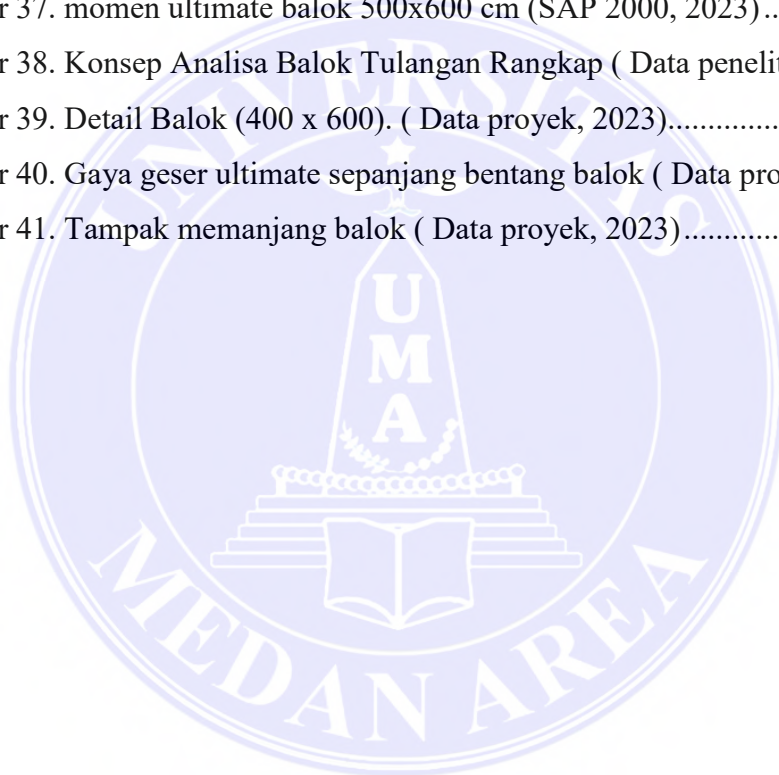 r 37. momen ultimate balok 500x600 cm (SAP 2000, 2023)..
r 38. Konsep Analisa Balok Tulangan Rangkap ( Data penelit
r 39. Detail Balok (400 x 600). ( Data proyek, 2023)..............
r 40. Gaya geser ultimate sepanjang bentang balok ( Data pro
r 41. Tampak memanjang balok ( Data proyek, 2023)............
UNIVERSITAS
U
M
A
MEDAN AREA